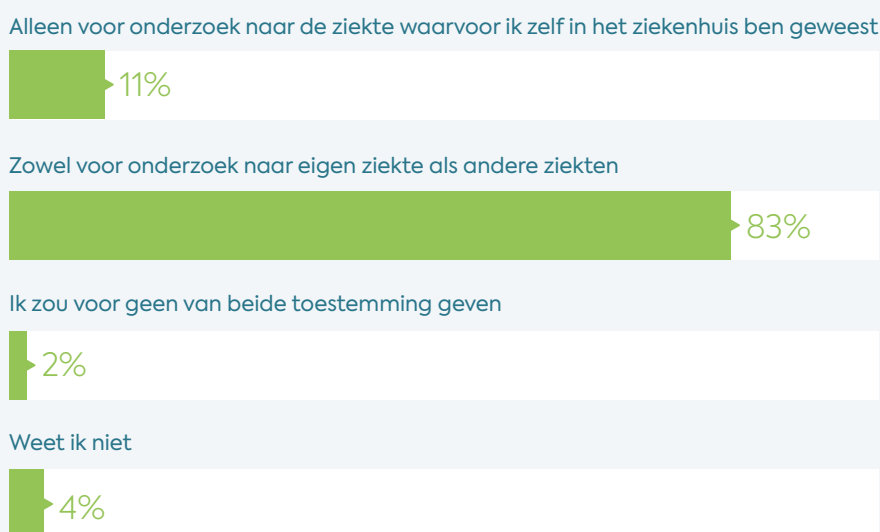 Alleen voor onderzoek naar de ziekte waarvoor ik zelf in het ziekenhuis ben geweest
11%
Zowel voor onderzoek naar eigen ziekte als andere ziekten
83%
Ik zou voor geen van beide toestemming geven
2%
Weet ik niet
4%